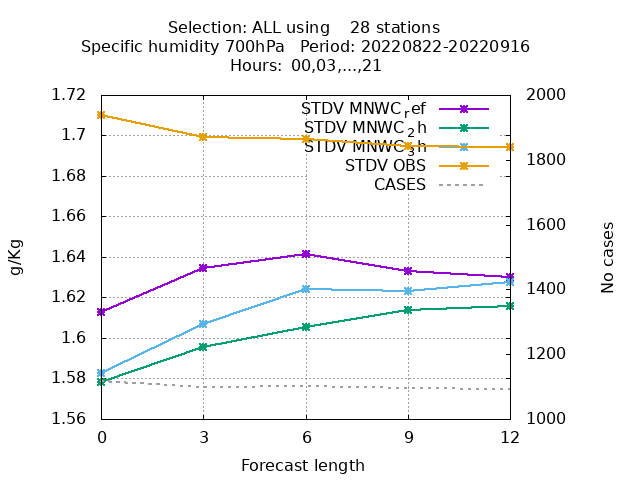 Selection: ALL using 28 stations
Specific humidity 700hPa Period: 20220822-20220916
Hours: 00,03,...,21
1.72
1.7
1.68
1.66
1.64
1.62
1.6
1.58
1.56
2000
1800
1600
1400
1200
1000
g/Kg
No cases
STDV MNWC_ref
STDV MNWC_2h
STDV MNWC_3h
STDV OBS
CASES
0 3 6 9 12
Forecast length